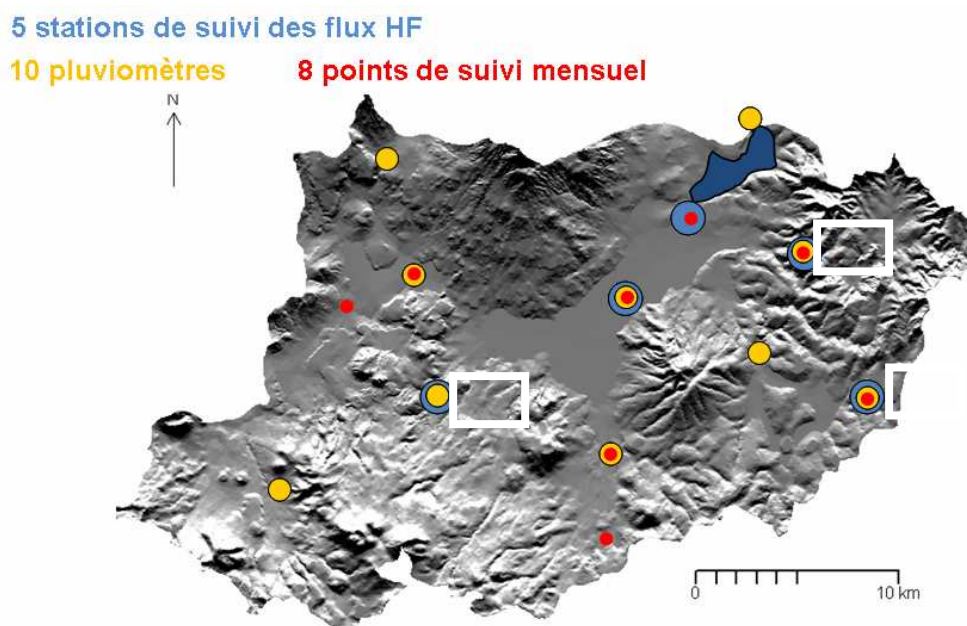 5 stations de suivi des flux HF
10 pluviomètres 8 points de suivi mensuel
N
0 10 km